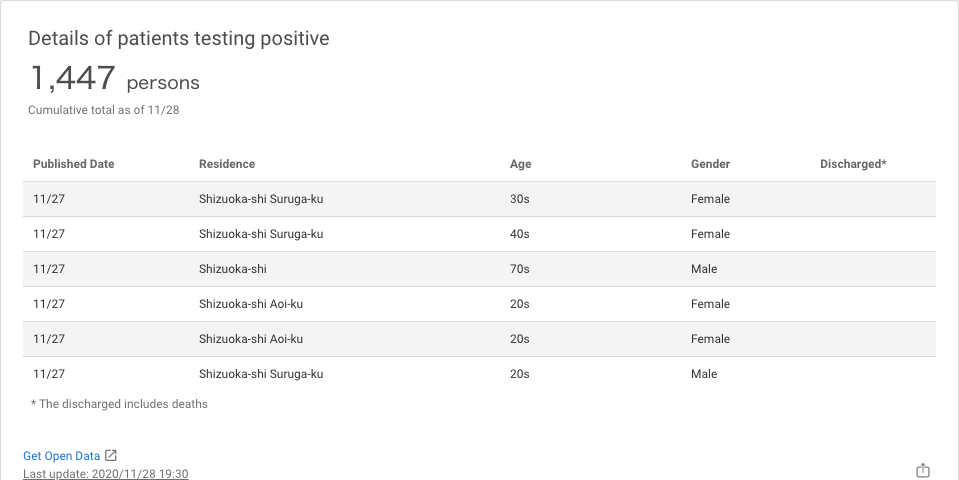 Details of patients testing positive
1,447 persons
Cumulative total as of 11/28
Published Date Residence Age Gender Discharged*
11/27 Shizuoka-shi Suruga-ku 30s Female
11/27 Shizuoka-shi Suruga-ku 40s Female
11/27 Shizuoka-shi 70s Male
11/27 Shizuoka-shi Aoi-ku 20s Female
11/27 Shizuoka-shi Aoi-ku 20s Female
11/27 Shizuoka-shi Suruga-ku 20s Male
* The discharged includes deaths
Get Open Data
Last update: 2020/11/28 19:30